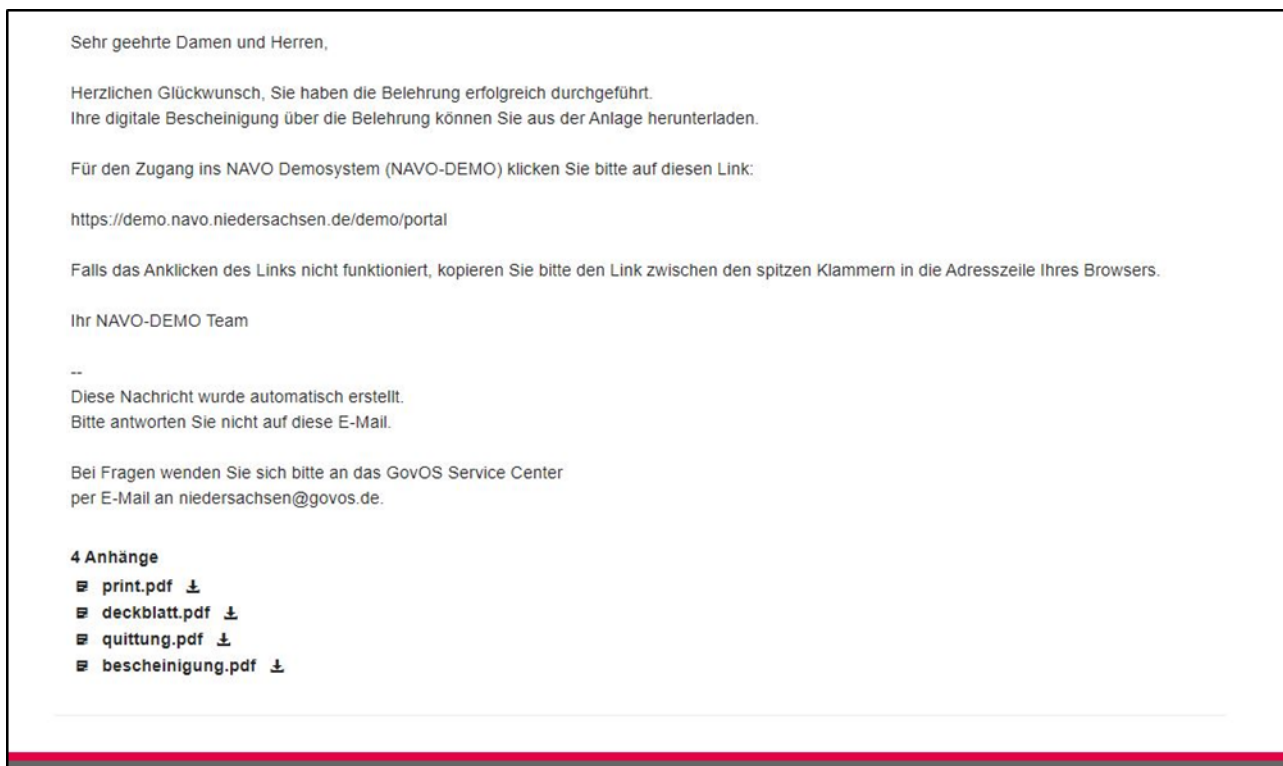 Sehr geehrte Damen und Herren,
Herzlichen Glückwunsch, Sie haben die Belehrung erfolgreich durchgeführt.
Ihre digitale Bescheinigung über die Belehrung können Sie aus der Anlage herunterladen.
Für den Zugang ins NAVO Demosystem (NAVO-DEMO) klicken Sie bitte auf diesen Link:
https://demo.navo.niedersachsen.de/demo/portal
Falls das Anklicken des Links nicht funktioniert, kopieren Sie bitte den Link zwischen den spitzen Klammern in die Adresszeile Ihres Browsers.
Ihr NAVO-DEMO Team
--
Diese Nachricht wurde automatisch erstellt.
Bitte antworten Sie nicht auf diese E-Mail.
Bei Fragen wenden Sie sich bitte an das GovOS Service Center
per E-Mail an niedersachsen@govos.de.
4 Anhänge
print.pdf
deckblatt.pdf
quittung.pdf
bescheinigung.pdf